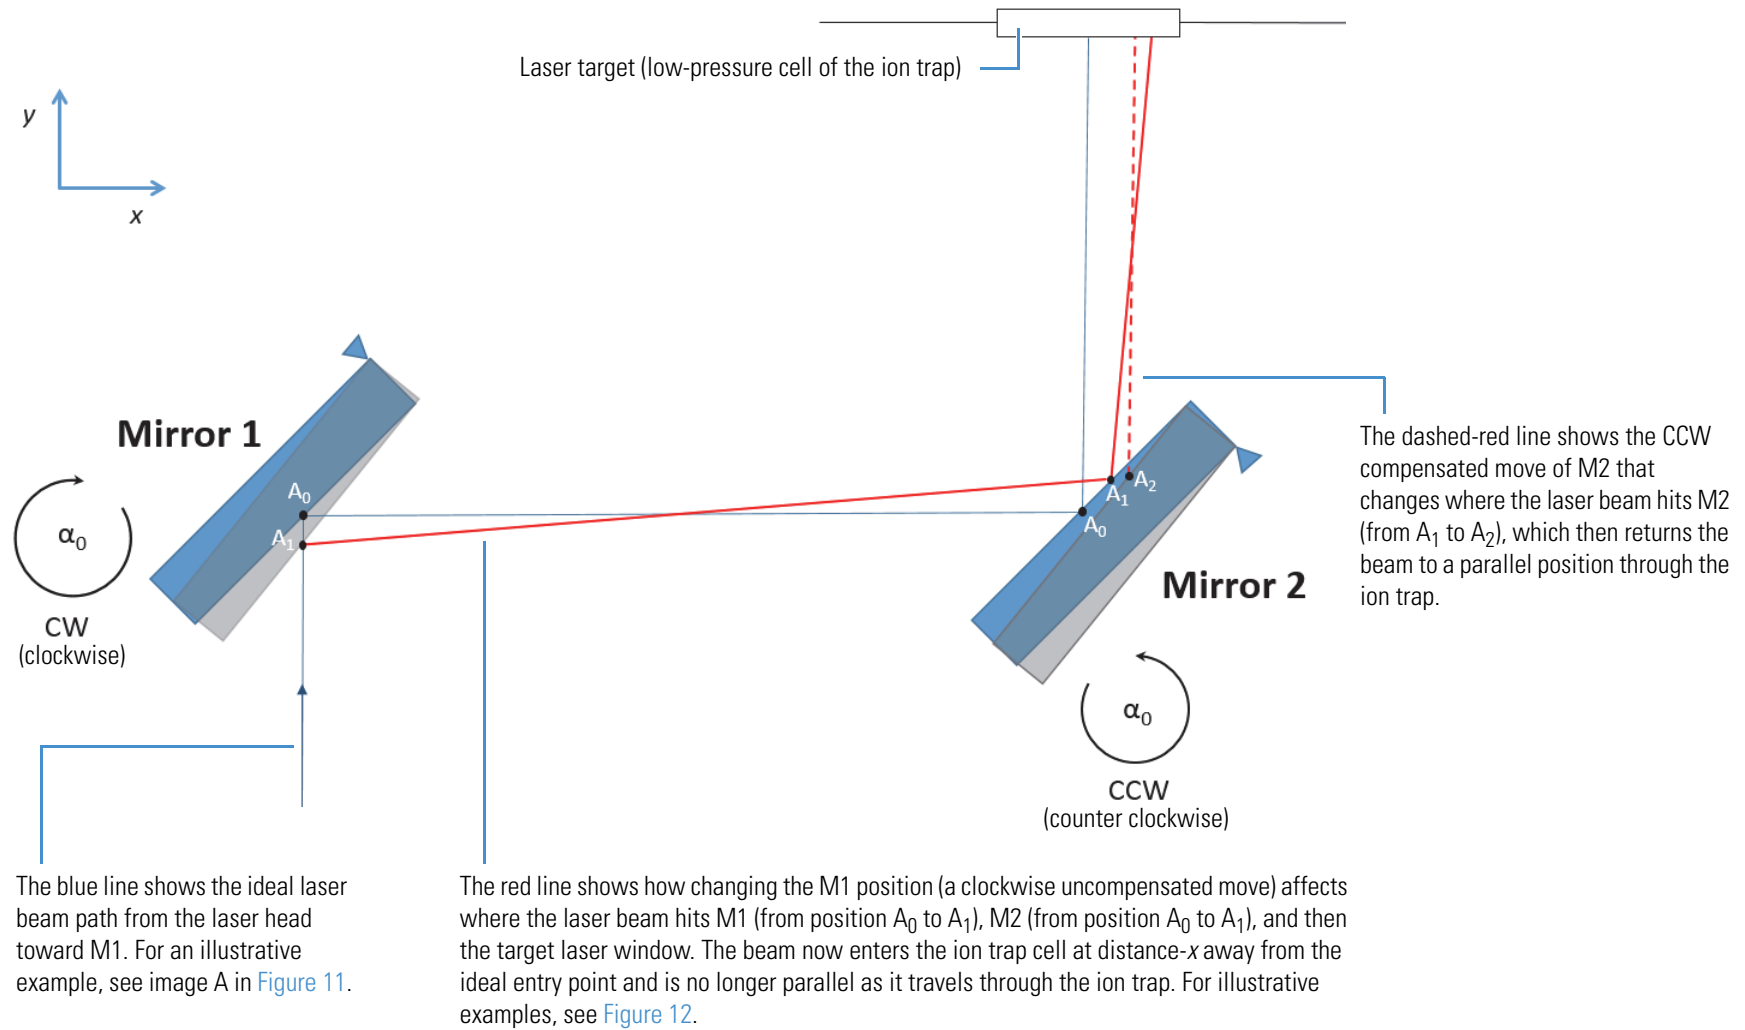 Laser target (low-pressure cell of the ion trap)
y
x
Mirror 1
A0
A1
α0
CW
(clockwise)
A1
A2
A0
Mirror 2
α0
CCW
(counter clockwise)
The dashed-red line shows the CCW
compensated move of M2 that
changes where the laser beam hits M2
(from A1 to A2), which then returns the
beam to a parallel position through the
ion trap.
The blue line shows the ideal laser
beam path from the laser head
toward M1. For an illustrative
example, see image A in Figure 11.
The red line shows how changing the M1 position (a clockwise uncompensated move) affects
where the laser beam hits M1 (from position A0 to A1), M2 (from position A0 to A1), and then
the target laser window. The beam now enters the ion trap cell at distance-x away from the
ideal entry point and is no longer parallel as it travels through the ion trap. For illustrative
examples, see Figure 12.